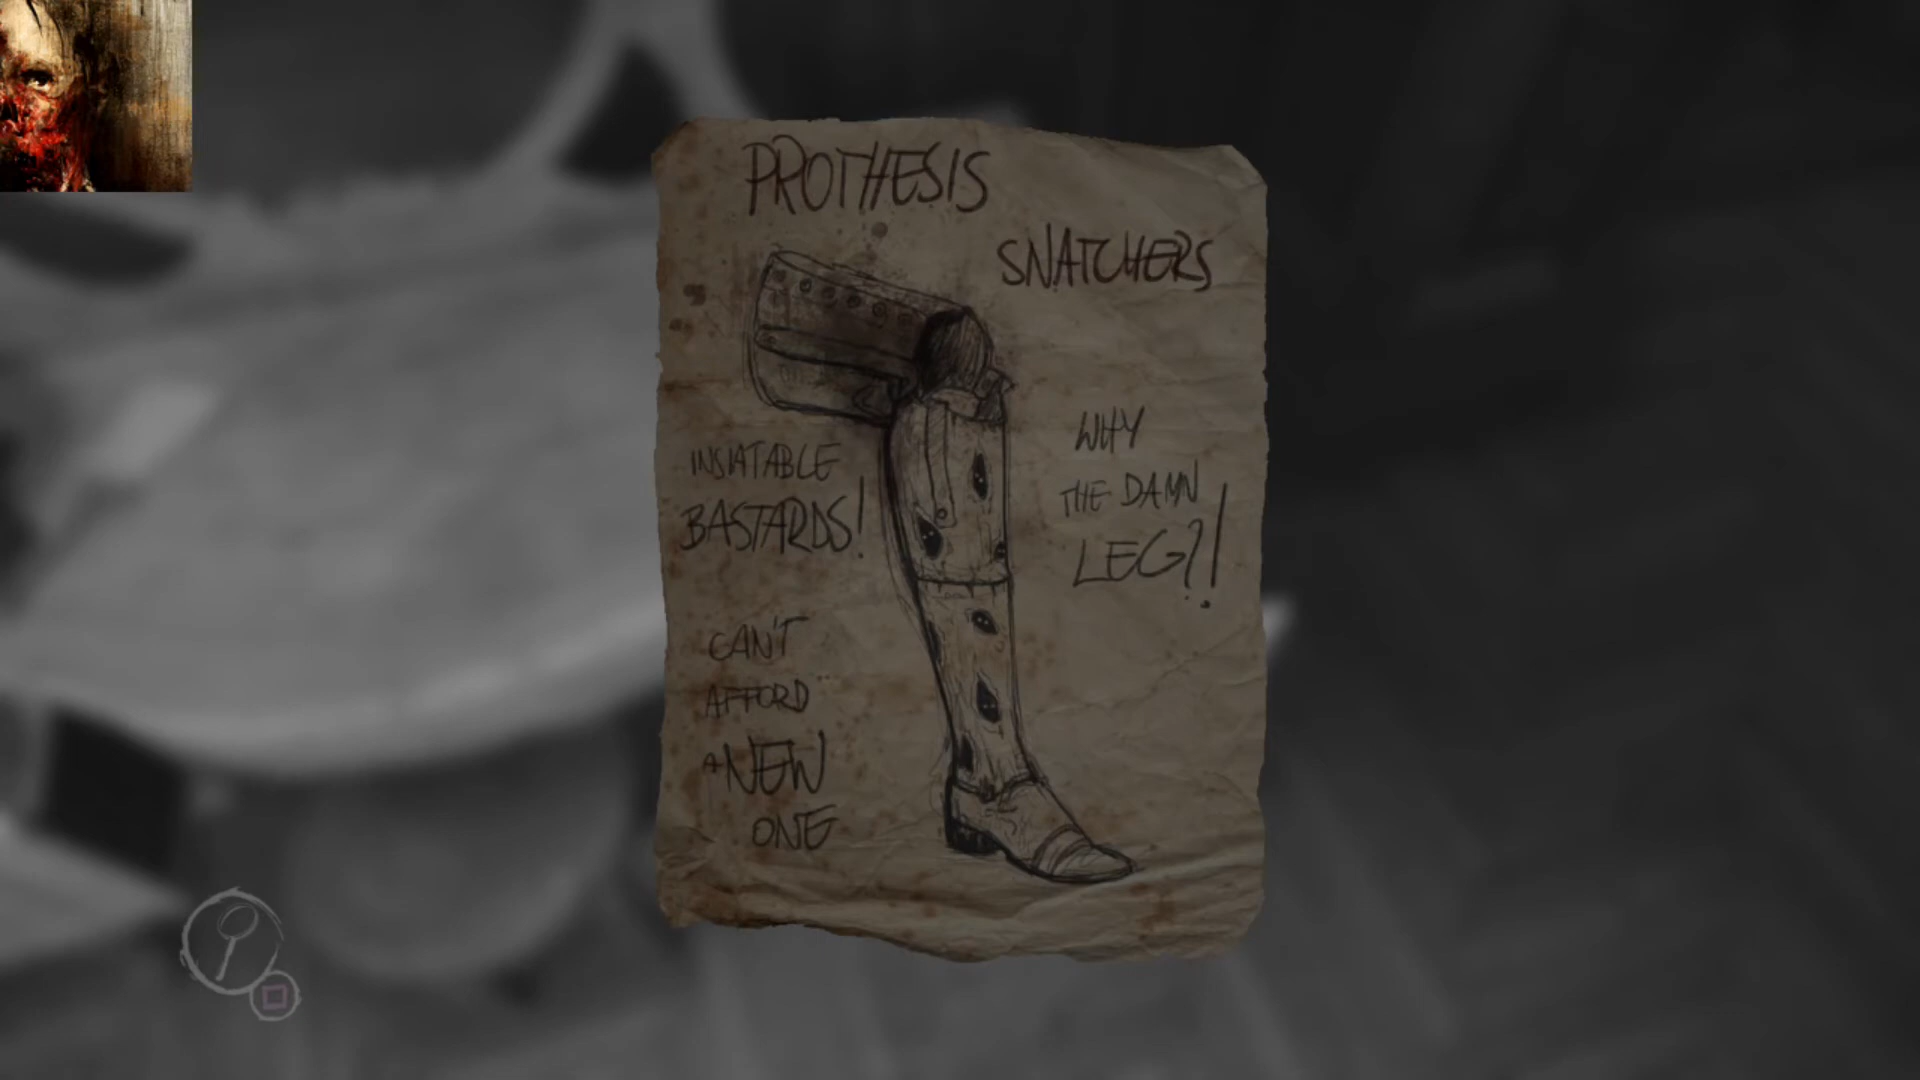 PROTHESIS
SNATCHERS
INSIATABLE
BASTARDS!
WHY
THE DAMN
LEG?!
CAN'T
AFFORD
A NEW
ONE